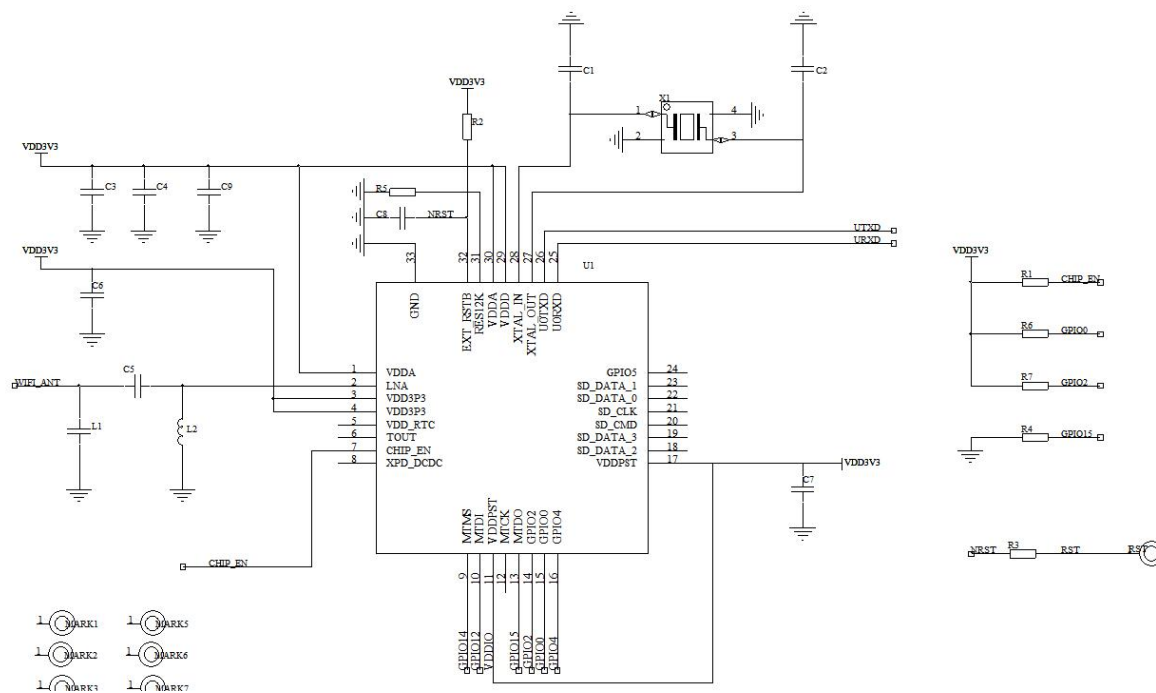 C1
C2
X1
1 4
2 3
VDD3V3
R2
VDD3V3
C3 C4 C9
R5
C8 NRST
UTXD
URXD
VDD3V3
C6
33 32 31 30 29 28 27 26 25
U1
GND EXT_RSTB RES12K VDDA VDDD XTAL_IN XTAL_OUT U0TXD U0RXD
VDD3V3
R1 CHIP_EN
R6 GPIO0
R7 GPIO2
R4 GPIO15
WIFI_ANT C5
L1 L2
1 VDDA
2 LNA
3 VDD3P3
4 VDD3P3
5 VDD_RTC
6 TOUT
7 CHIP_EN
8 XPD_DCDC
GPIO5 24
SD_DATA_1 23
SD_DATA_0 22
SD_CLK 21
SD_CMD 20
SD_DATA_3 19
SD_DATA_2 18
VDDPST 17
VDD3V3
C7
MTMS MTDI VDDPST MTCK MTDO GPIO2 GPIO0 GPIO4
9 10 11 12 13 14 15 16
GPIO14 GPIO12 VDDIO GPIO15 GPIO2 GPIO0 GPIO4
CHIP_EN
NRST R3 RST RST
1 MARK1 1 MARK5
1 MARK2 1 MARK6
1 MARK3 1 MARK7